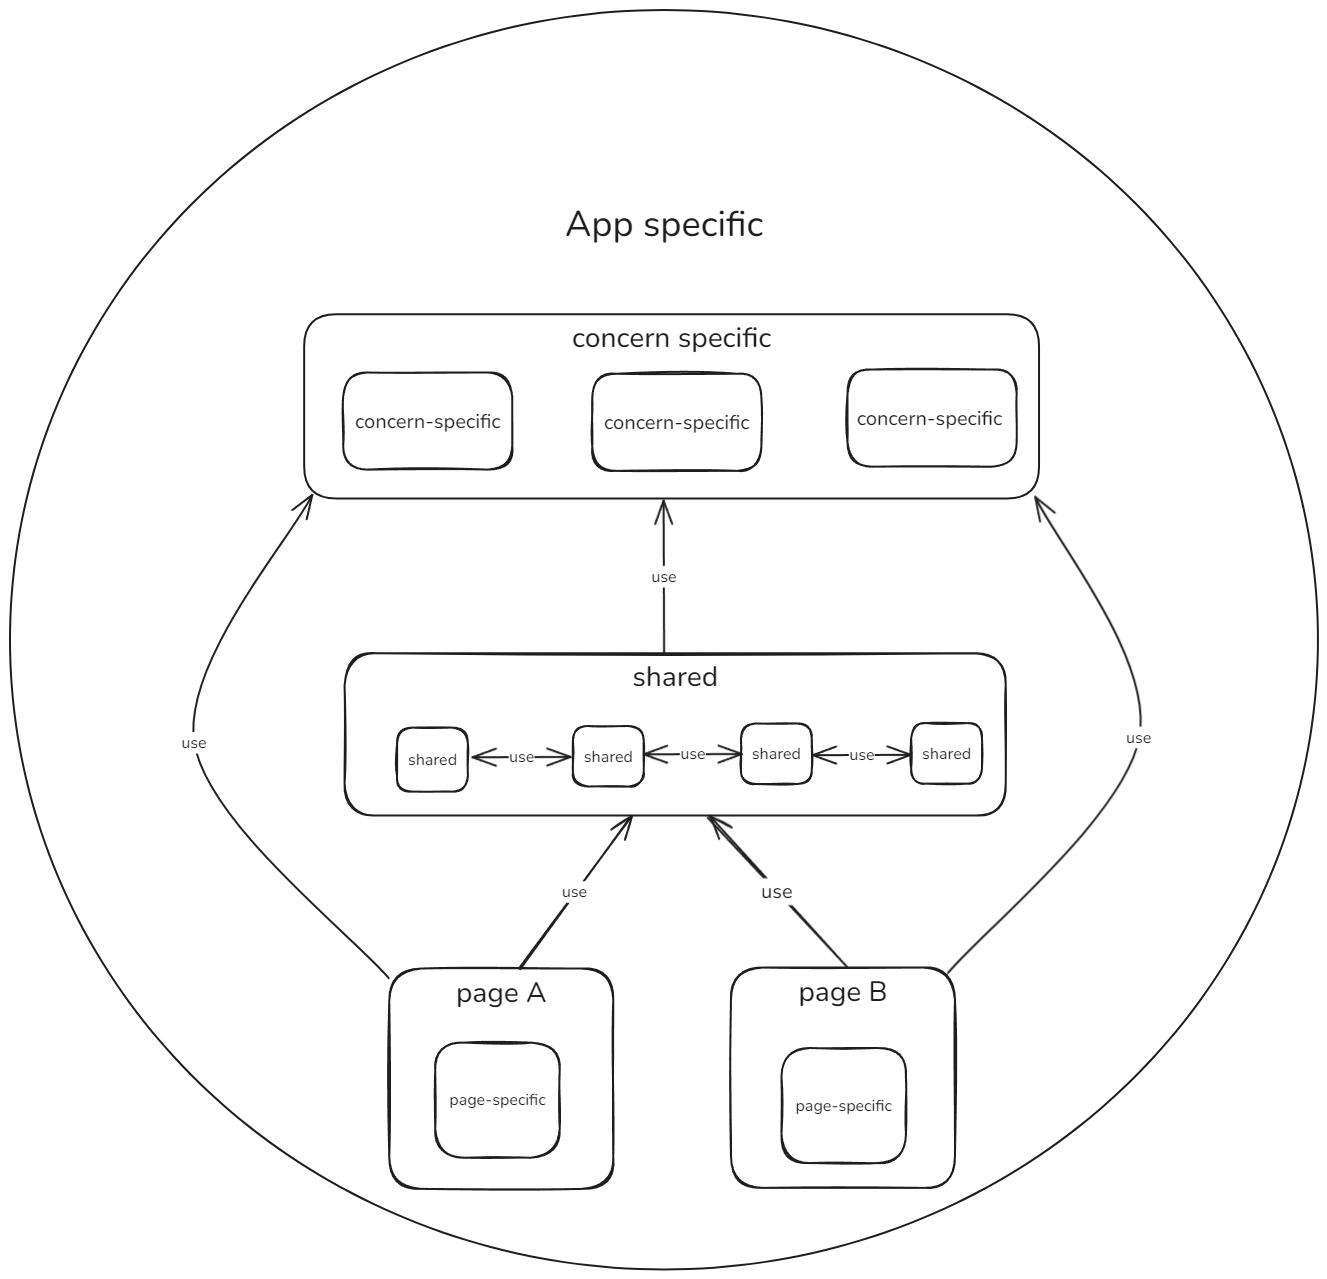 App specific
concern specific
concern-specific
concern-specific
concern-specific
use
shared
use
use
shared
use
shared
use
shared
use
shared
use
use
page A
page B
page-specific
page-specific